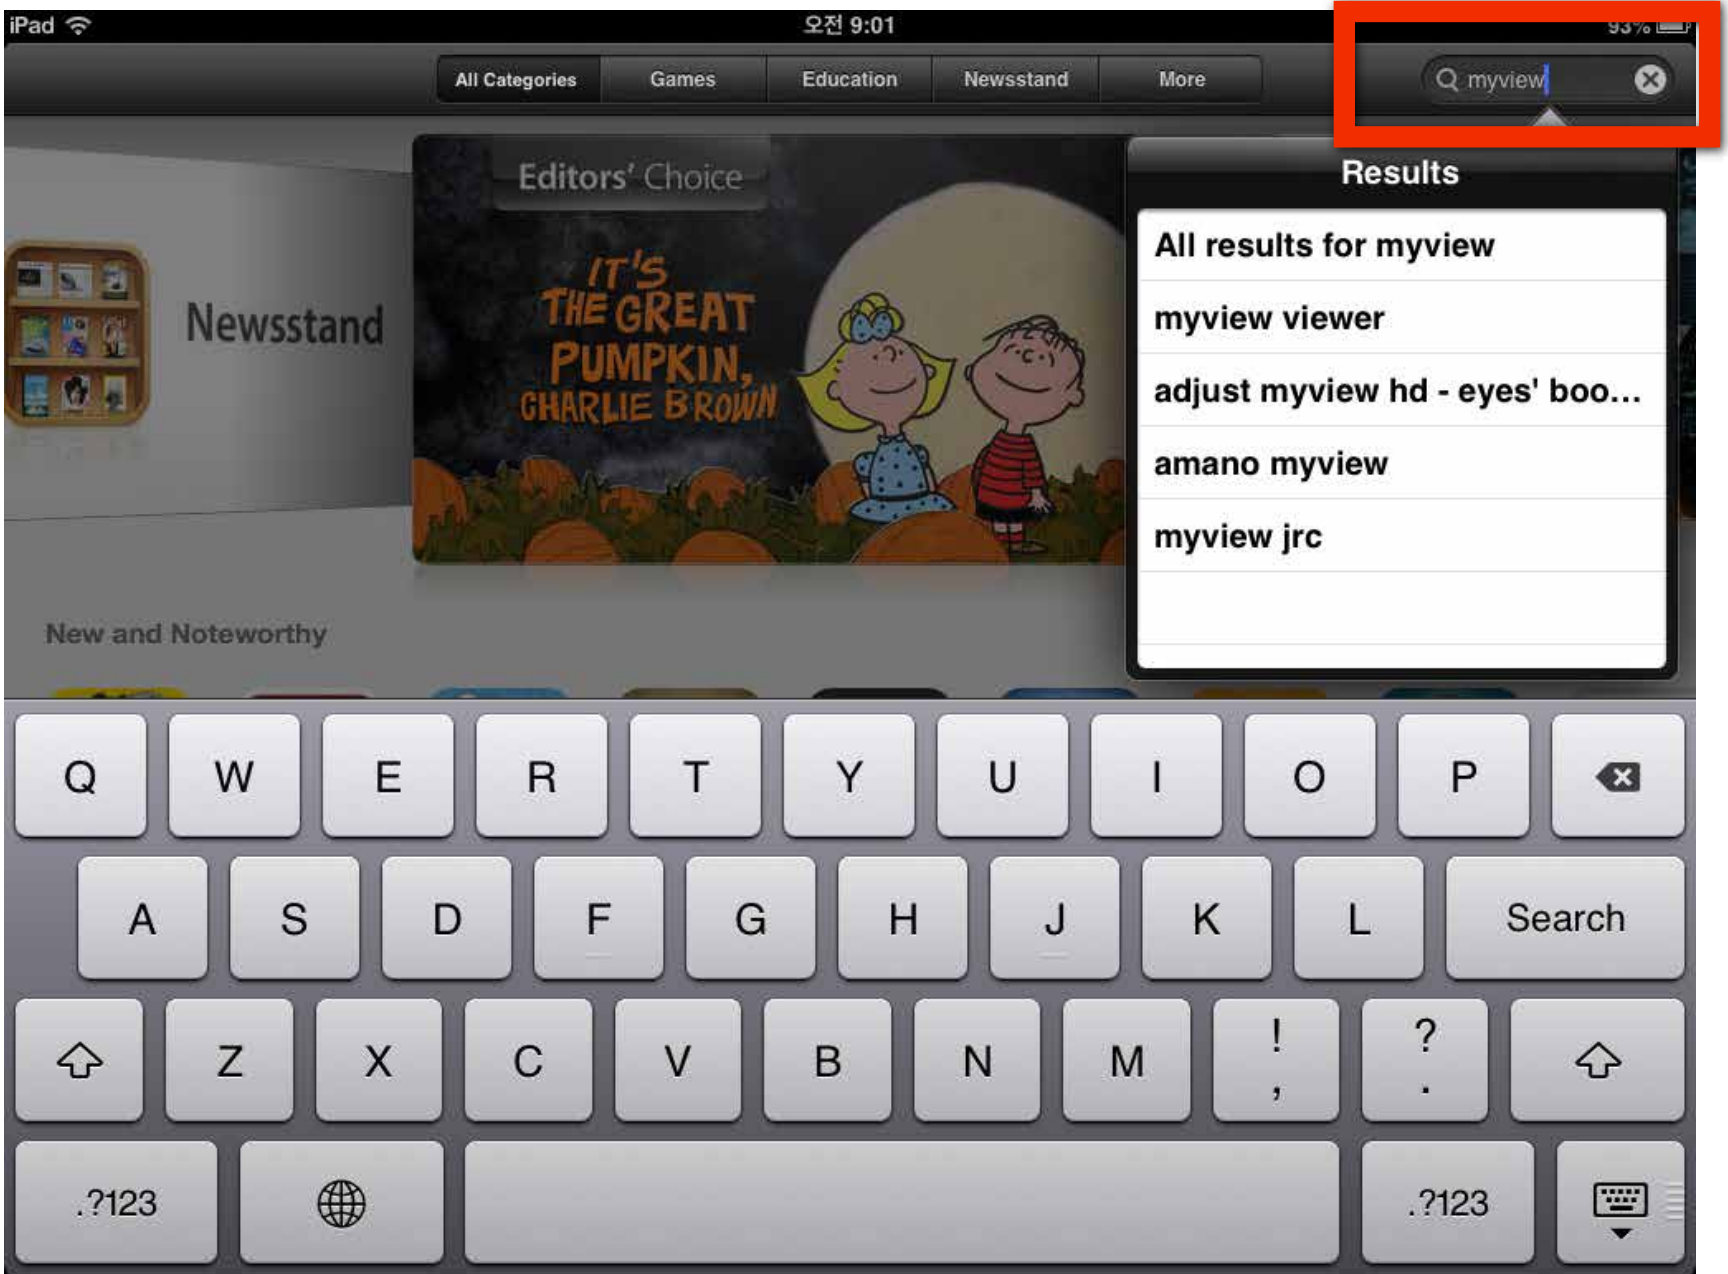 iPad
오전 9:01
93%
All Categories
Games
Education
Newsstand
More
myview
Editors' Choice
Results
IT'S
THE GREAT
PUMPKIN,
CHARLIE BROWN
Newsstand
All results for myview
myview viewer
adjust myview hd - eyes' boo...
amano myview
myview jrc
New and Noteworthy
Q W E R T Y U I O P
A S D F G H J K L Search
Z X C V B N M ! , ? .
.?123
.?123